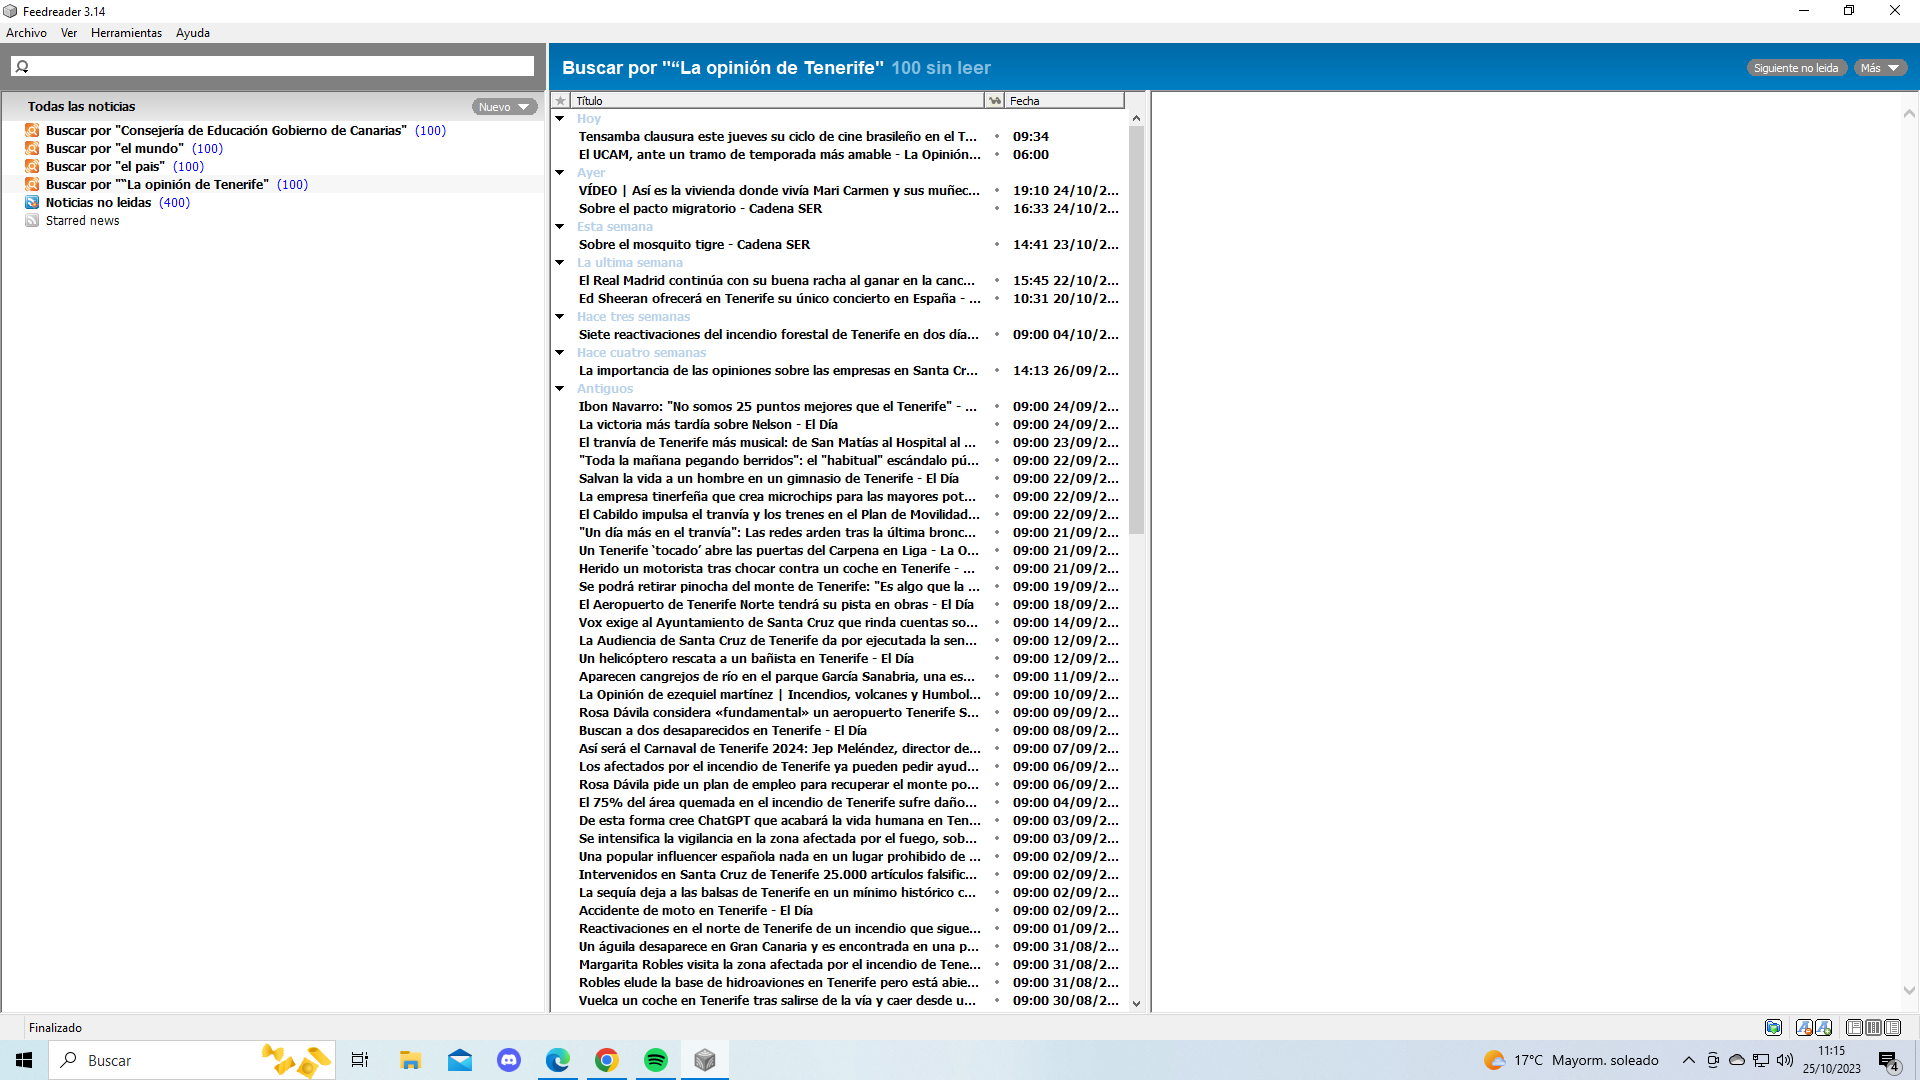 Feedreader 3.14
Archivo Ver Herramientas Ayuda
Buscar por "“La opinión de Tenerife" 100 sin leer
Siguiente no leida Más
Todas las noticias Nuevo
Buscar por "Consejería de Educación Gobierno de Canarias" (100)
Buscar por "el mundo" (100)
Buscar por "el pais" (100)
Buscar por "“La opinión de Tenerife" (100)
Noticias no leidas (400)
Starred news
Título Fecha
Hoy
Tensamba clausura este jueves su ciclo de cine brasileño en el T... 09:34
El UCAM, ante un tramo de temporada más amable - La Opinión... 06:00
Ayer
VÍDEO | Así es la vivienda donde vivía Mari Carmen y sus muñec... 19:10 24/10/2...
Sobre el pacto migratorio - Cadena SER 16:33 24/10/2...
Esta semana
Sobre el mosquito tigre - Cadena SER 14:41 23/10/2...
La ultima semana
El Real Madrid continúa con su buena racha al ganar en la canc... 15:45 22/10/2...
Ed Sheeran ofrecerá en Tenerife su único concierto en España - ... 10:31 20/10/2...
Hace tres semanas
Siete reactivaciones del incendio forestal de Tenerife en dos día... 09:00 04/10/2...
Hace cuatro semanas
La importancia de las opiniones sobre las empresas en Santa Cr... 14:13 26/09/2...
Antiguos
Ibon Navarro: "No somos 25 puntos mejores que el Tenerife" - ... 09:00 24/09/2...
La victoria más tardía sobre Nelson - El Día 09:00 24/09/2...
El tranvía de Tenerife más musical: de San Matías al Hospital al ... 09:00 23/09/2...
"Toda la mañana pegando berridos": el "habitual" escándalo pú... 09:00 22/09/2...
Salvan la vida a un hombre en un gimnasio de Tenerife - El Día 09:00 22/09/2...
La empresa tinerfeña que crea microchips para las mayores pot... 09:00 22/09/2...
El Cabildo impulsa el tranvía y los trenes en el Plan de Movilidad... 09:00 22/09/2...
"Un día más en el tranvía": Las redes arden tras la última bronc... 09:00 21/09/2...
Un Tenerife ‘tocado’ abre las puertas del Carpena en Liga - La O... 09:00 21/09/2...
Herido un motorista tras chocar contra un coche en Tenerife - ... 09:00 21/09/2...
Se podrá retirar pinocha del monte de Tenerife: "Es algo que la ... 09:00 19/09/2...
El Aeropuerto de Tenerife Norte tendrá su pista en obras - El Día 09:00 18/09/2...
Vox exige al Ayuntamiento de Santa Cruz que rinda cuentas so... 09:00 14/09/2...
La Audiencia de Santa Cruz de Tenerife da por ejecutada la sen... 09:00 12/09/2...
Un helicóptero rescata a un bañista en Tenerife - El Día 09:00 12/09/2...
Aparecen cangrejos de río en el parque García Sanabria, una es... 09:00 11/09/2...
La Opinión de ezequiel martínez | Incendios, volcanes y Humbol... 09:00 10/09/2...
Rosa Dávila considera «fundamental» un aeropuerto Tenerife S... 09:00 09/09/2...
Buscan a dos desaparecidos en Tenerife - El Día 09:00 08/09/2...
Así será el Carnaval de Tenerife 2024: Jep Meléndez, director de... 09:00 07/09/2...
Los afectados por el incendio de Tenerife ya pueden pedir ayud... 09:00 06/09/2...
Rosa Dávila pide un plan de empleo para recuperar el monte po... 09:00 06/09/2...
El 75% del área quemada en el incendio de Tenerife sufre daño... 09:00 04/09/2...
De esta forma cree ChatGPT que acabará la vida humana en Ten... 09:00 03/09/2...
Se intensifica la vigilancia en la zona afectada por el fuego, sob... 09:00 03/09/2...
Una popular influencer española nada en un lugar prohibido de ... 09:00 02/09/2...
Intervenidos en Santa Cruz de Tenerife 25.000 artículos falsific... 09:00 02/09/2...
La sequía deja a las balsas de Tenerife en un mínimo histórico c... 09:00 02/09/2...
Accidente de moto en Tenerife - El Día 09:00 02/09/2...
Reactivaciones en el norte de Tenerife de un incendio que sigue... 09:00 01/09/2...
Un águila desaparece en Gran Canaria y es encontrada en una p... 09:00 31/08/2...
Margarita Robles visita la zona afectada por el incendio de Tene... 09:00 31/08/2...
Robles elude la base de hidroaviones en Tenerife pero está abie... 09:00 31/08/2...
Vuelca un coche en Tenerife tras salirse de la vía y caer desde u... 09:00 30/08/2...
Finalizado
Buscar
17°C Mayorm. soleado
11:15
25/10/2023
4